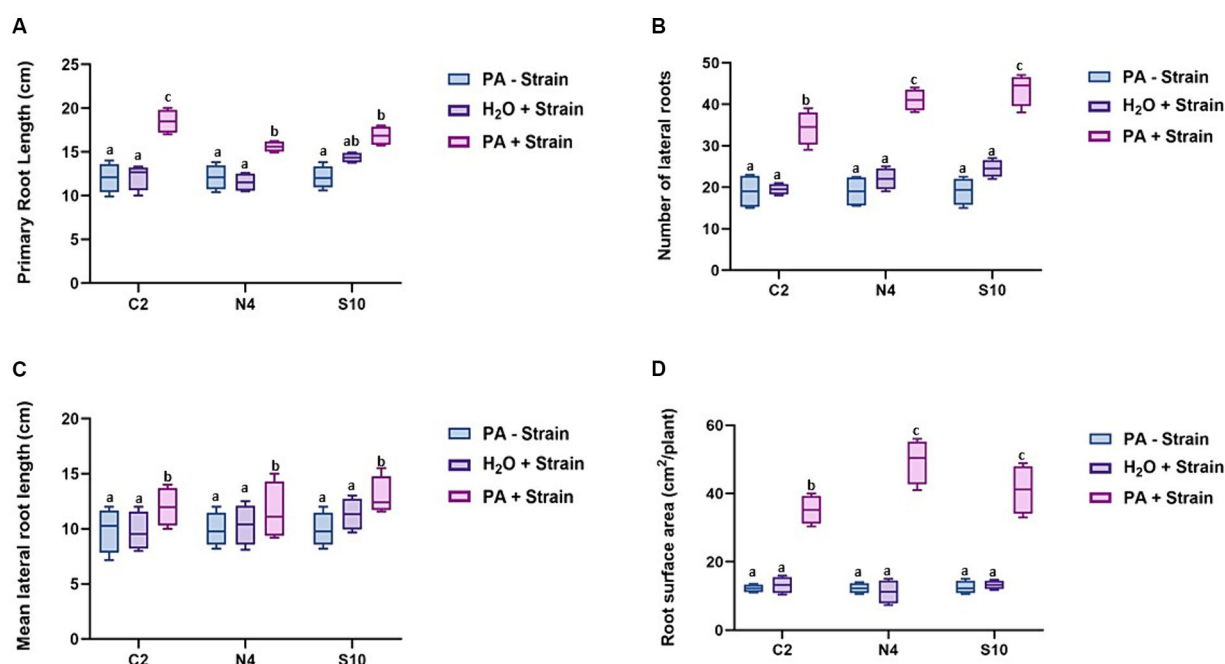 A
Primary Root Length (cm)
25
20
15
10
5
0
a
a
c
a
a
b
a
ab
b
C2
N4
S10
PA - Strain
H₂O + Strain
PA + Strain
B
Number of lateral roots
50
40
30
20
10
0
a
a
b
a
a
c
a
a
c
C2
N4
S10
PA - Strain
H₂O + Strain
PA + Strain
C
Mean lateral root length (cm)
20
15
10
5
0
a
a
b
a
a
b
a
a
b
C2
N4
S10
PA - Strain
H₂O + Strain
PA + Strain
D
Root surface area (cm²/plant)
60
40
20
0
a
a
b
a
a
c
a
a
c
C2
N4
S10
PA - Strain
H₂O + Strain
PA + Strain